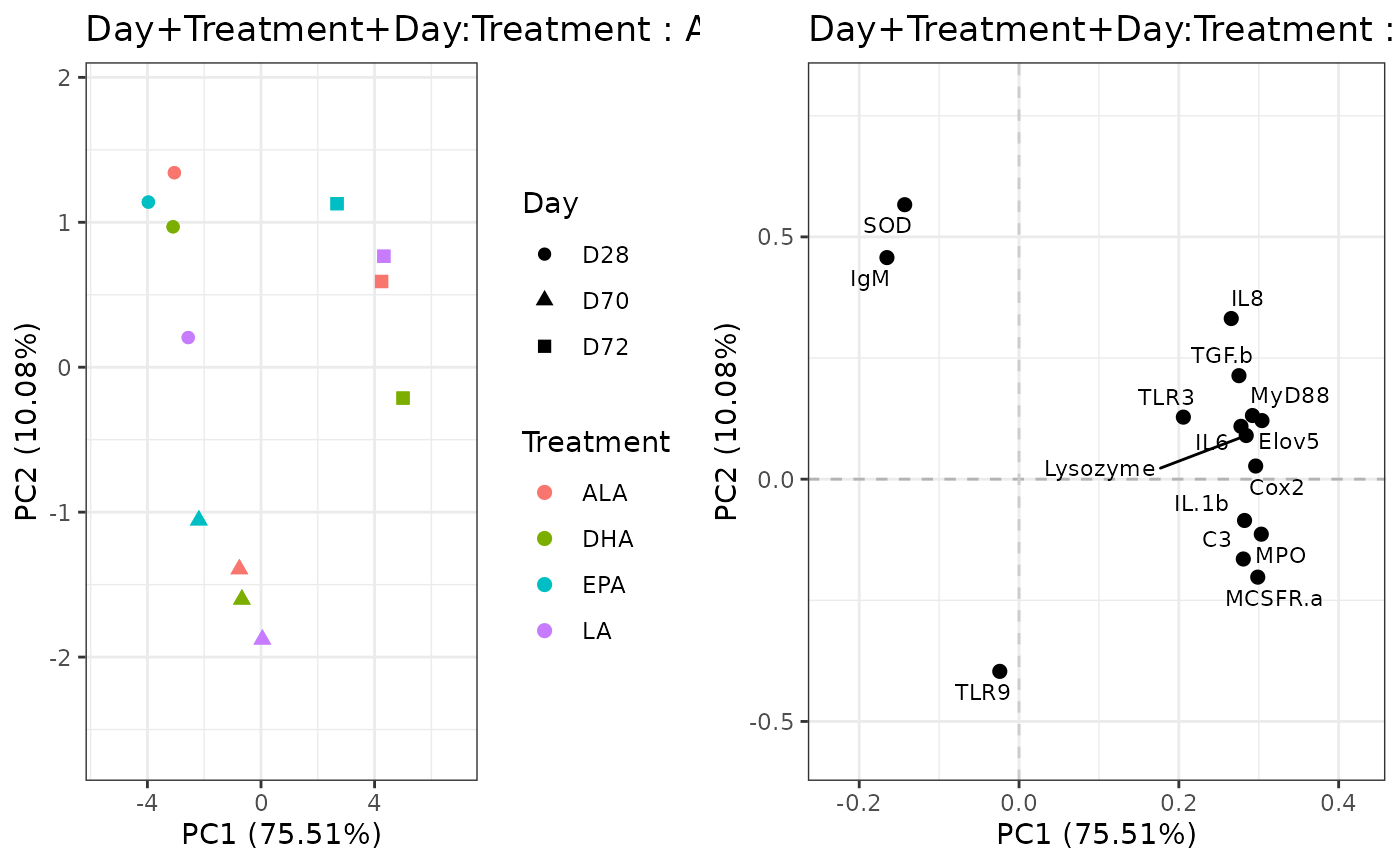 Day+Treatment+Day:Treatment : A
2
1
0
-1
-2
-4
0
4
PC1 (75.51%)
PC2 (10.08%)
Day
D28
D70
D72
Treatment
ALA
DHA
EPA
LA
Day+Treatment+Day:Treatment :
0.5
0.0
-0.5
-0.2
0.0
0.2
0.4
PC1 (75.51%)
PC2 (10.08%)
SOD
IgM
IL8
TGF.b
TLR3
MyD88
IL6
Elov5
Lysozyme
Cox2
IL.1b
C3
MPO
MCSFR.a
TLR9